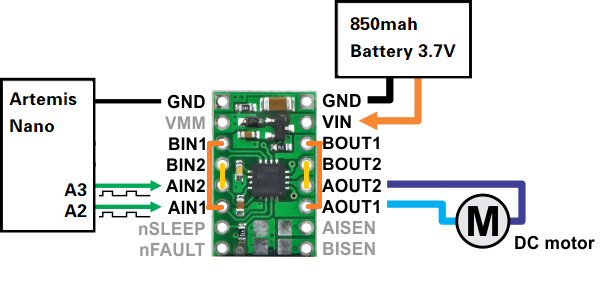 850mah
Battery 3.7V
Artemis
Nano
A3
A2
GND
VMM
BIN1
BIN2
AIN2
AIN1
nSLEEP
nFAULT
GND
VIN
BOUT1
BOUT2
AOUT2
AOUT1
AISEN
BISEN
M
DC motor